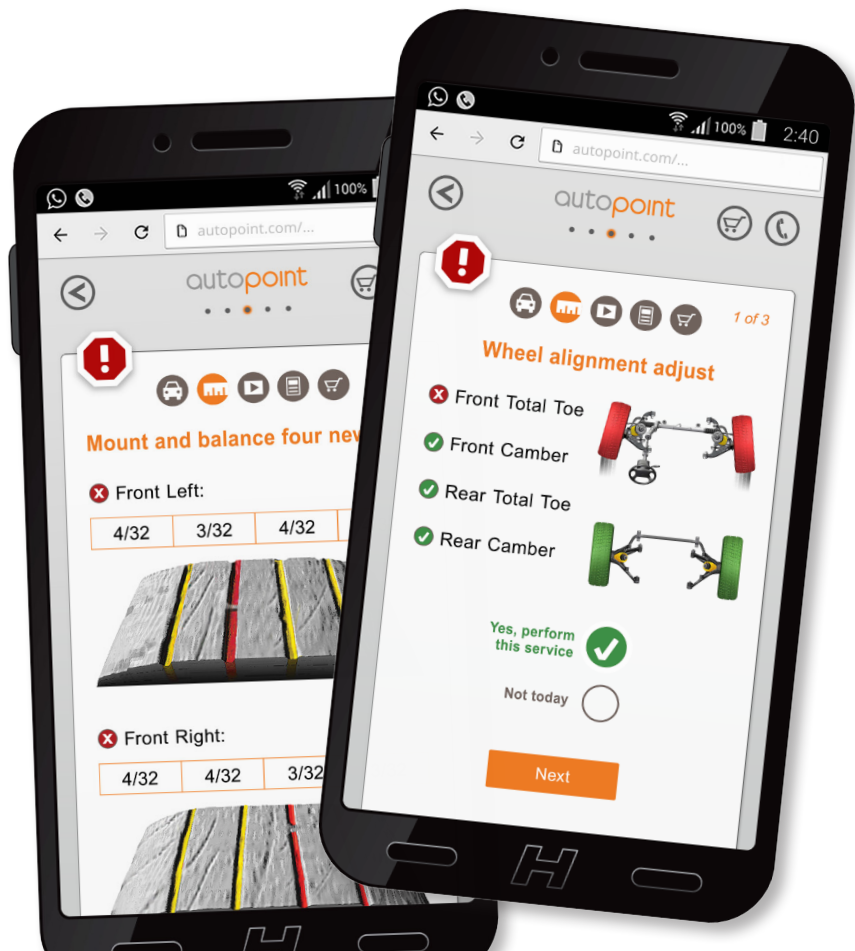 100%
autopoint.com/...
autopoint
Mount and balance four new
Front Left:
4/32 3/32 4/32
Front Right:
4/32 4/32 3/32
100% 2:40
autopoint.com/...
autopoint
1 of 3
Wheel alignment adjust
Front Total Toe
Front Camber
Rear Total Toe
Rear Camber
Yes, perform
this service
Not today
Next
H
H